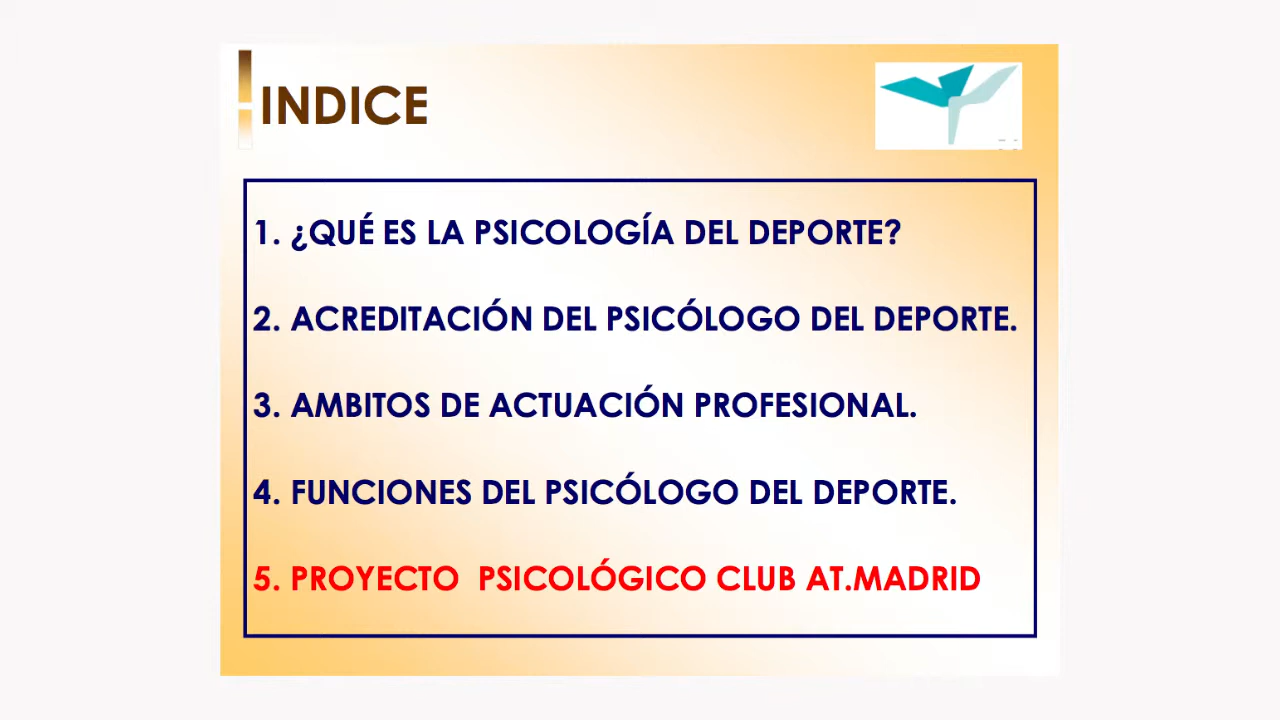 INDICE
1. ¿QUÉ ES LA PSICOLOGÍA DEL DEPORTE?
2. ACREDITACIÓN DEL PSICÓLOGO DEL DEPORTE.
3. AMBITOS DE ACTUACIÓN PROFESIONAL.
4. FUNCIONES DEL PSICÓLOGO DEL DEPORTE.
5. PROYECTO  PSICOLÓGICO CLUB AT.MADRID